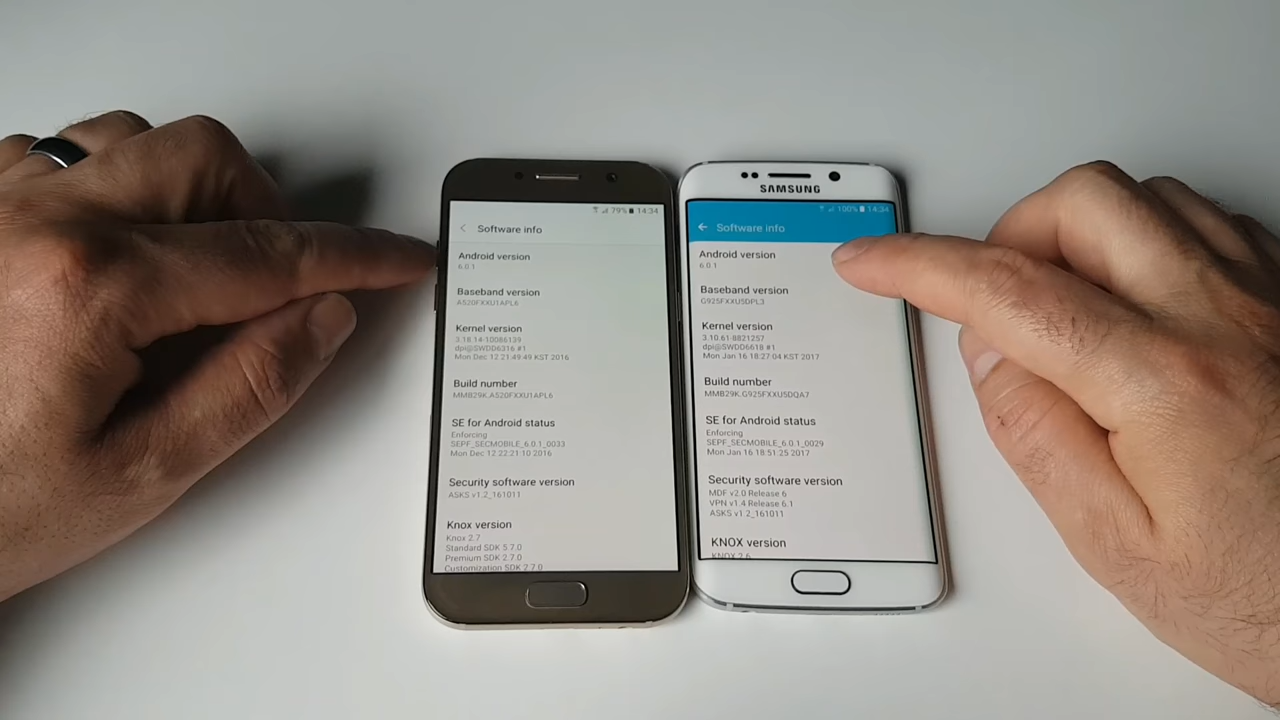 79% 14:34
Software info
Android version
6.0.1
Baseband version
A520FXXU1APL6
Kernel version
3.18.14-10086139
dpi@SWDD6316 #1
Mon Dec 12 21:49:49 KST 2016
Build number
MMB29K.A520FXXU1APL6
SE for Android status
Enforcing
SEPF_SECMOBILE_6.0.1_0033
Mon Dec 12 22:21:10 2016
Security software version
ASKS v1.2_161011
Knox version
Knox 2.7
Standard SDK 5.7.0
Premium SDK 2.7.0
Customization SDK 2.7.0
SAMSUNG
100% 14:34
Software info
Android version
6.0.1
Baseband version
G925FXXU5DPL3
Kernel version
3.10.61-8821257
dpi@SWDD6618 #1
Mon Jan 16 18:27:04 KST 2017
Build number
MMB29K.G925FXXU5DQA7
SE for Android status
Enforcing
SEPF_SECMOBILE_6.0.1_0029
Mon Jan 16 18:51:25 2017
Security software version
MDF v2.0 Release 6
VPN v1.4 Release 6.1
ASKS v1.2_161011
KNOX version
KNOX 2.6